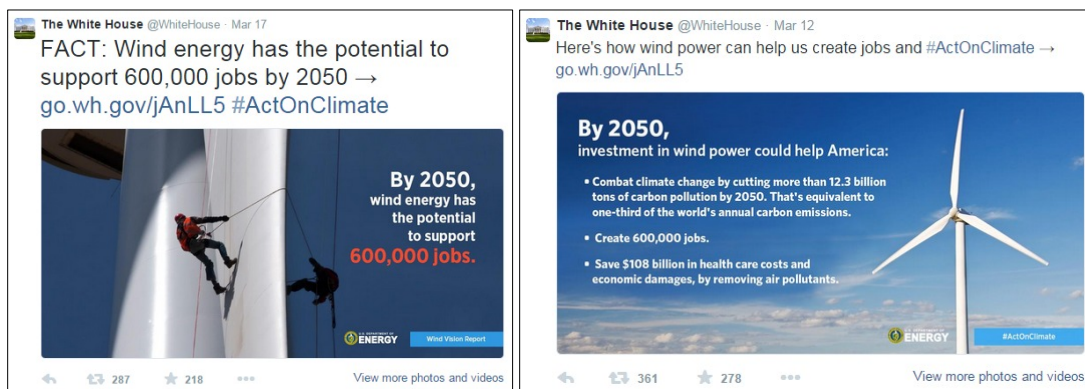 The White House @WhiteHouse · Mar 17
FACT: Wind energy has the potential to
support 600,000 jobs by 2050 →
go.wh.gov/jAnLL5 #ActOnClimate
By 2050,
wind energy has
the potential
to support
600,000 jobs.
U.S. DEPARTMENT OF
ENERGY
Wind Vision Report
287
218
View more photos and videos
The White House @WhiteHouse · Mar 12
Here's how wind power can help us create jobs and #ActOnClimate →
go.wh.gov/jAnLL5
By 2050,
investment in wind power could help America:
• Combat climate change by cutting more than 12.3 billion
tons of carbon pollution by 2050. That's equivalent to
one-third of the world's annual carbon emissions.
• Create 600,000 jobs.
• Save $108 billion in health care costs and
economic damages, by removing air pollutants.
U.S. DEPARTMENT OF
ENERGY
#ActOnClimate
361
278
View more photos and videos